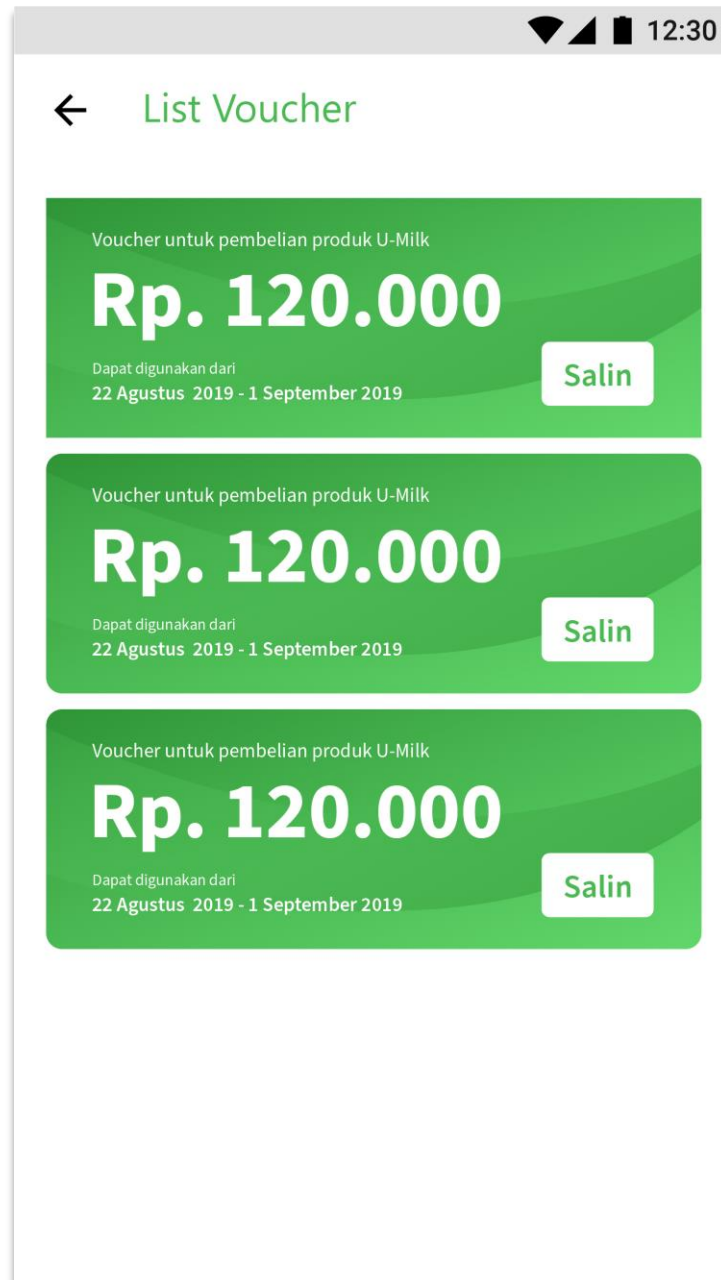 12:30
List Voucher
Voucher untuk pembelian produk U-Milk
Rp. 120.000
Dapat digunakan dari
22 Agustus 2019 - 1 September 2019
Salin
Voucher untuk pembelian produk U-Milk
Rp. 120.000
Dapat digunakan dari
22 Agustus 2019 - 1 September 2019
Salin
Voucher untuk pembelian produk U-Milk
Rp. 120.000
Dapat digunakan dari
22 Agustus 2019 - 1 September 2019
Salin